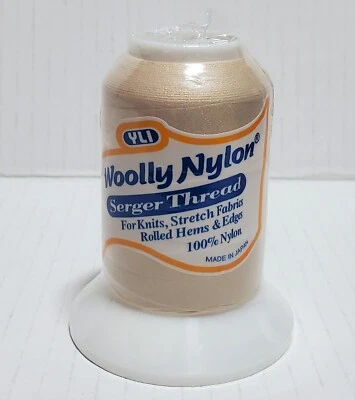 YLI
Woolly Nylon®
Serger Thread
For Knits, Stretch Fabrics
Rolled Hems & Edges
100% Nylon
MADE IN JAPAN